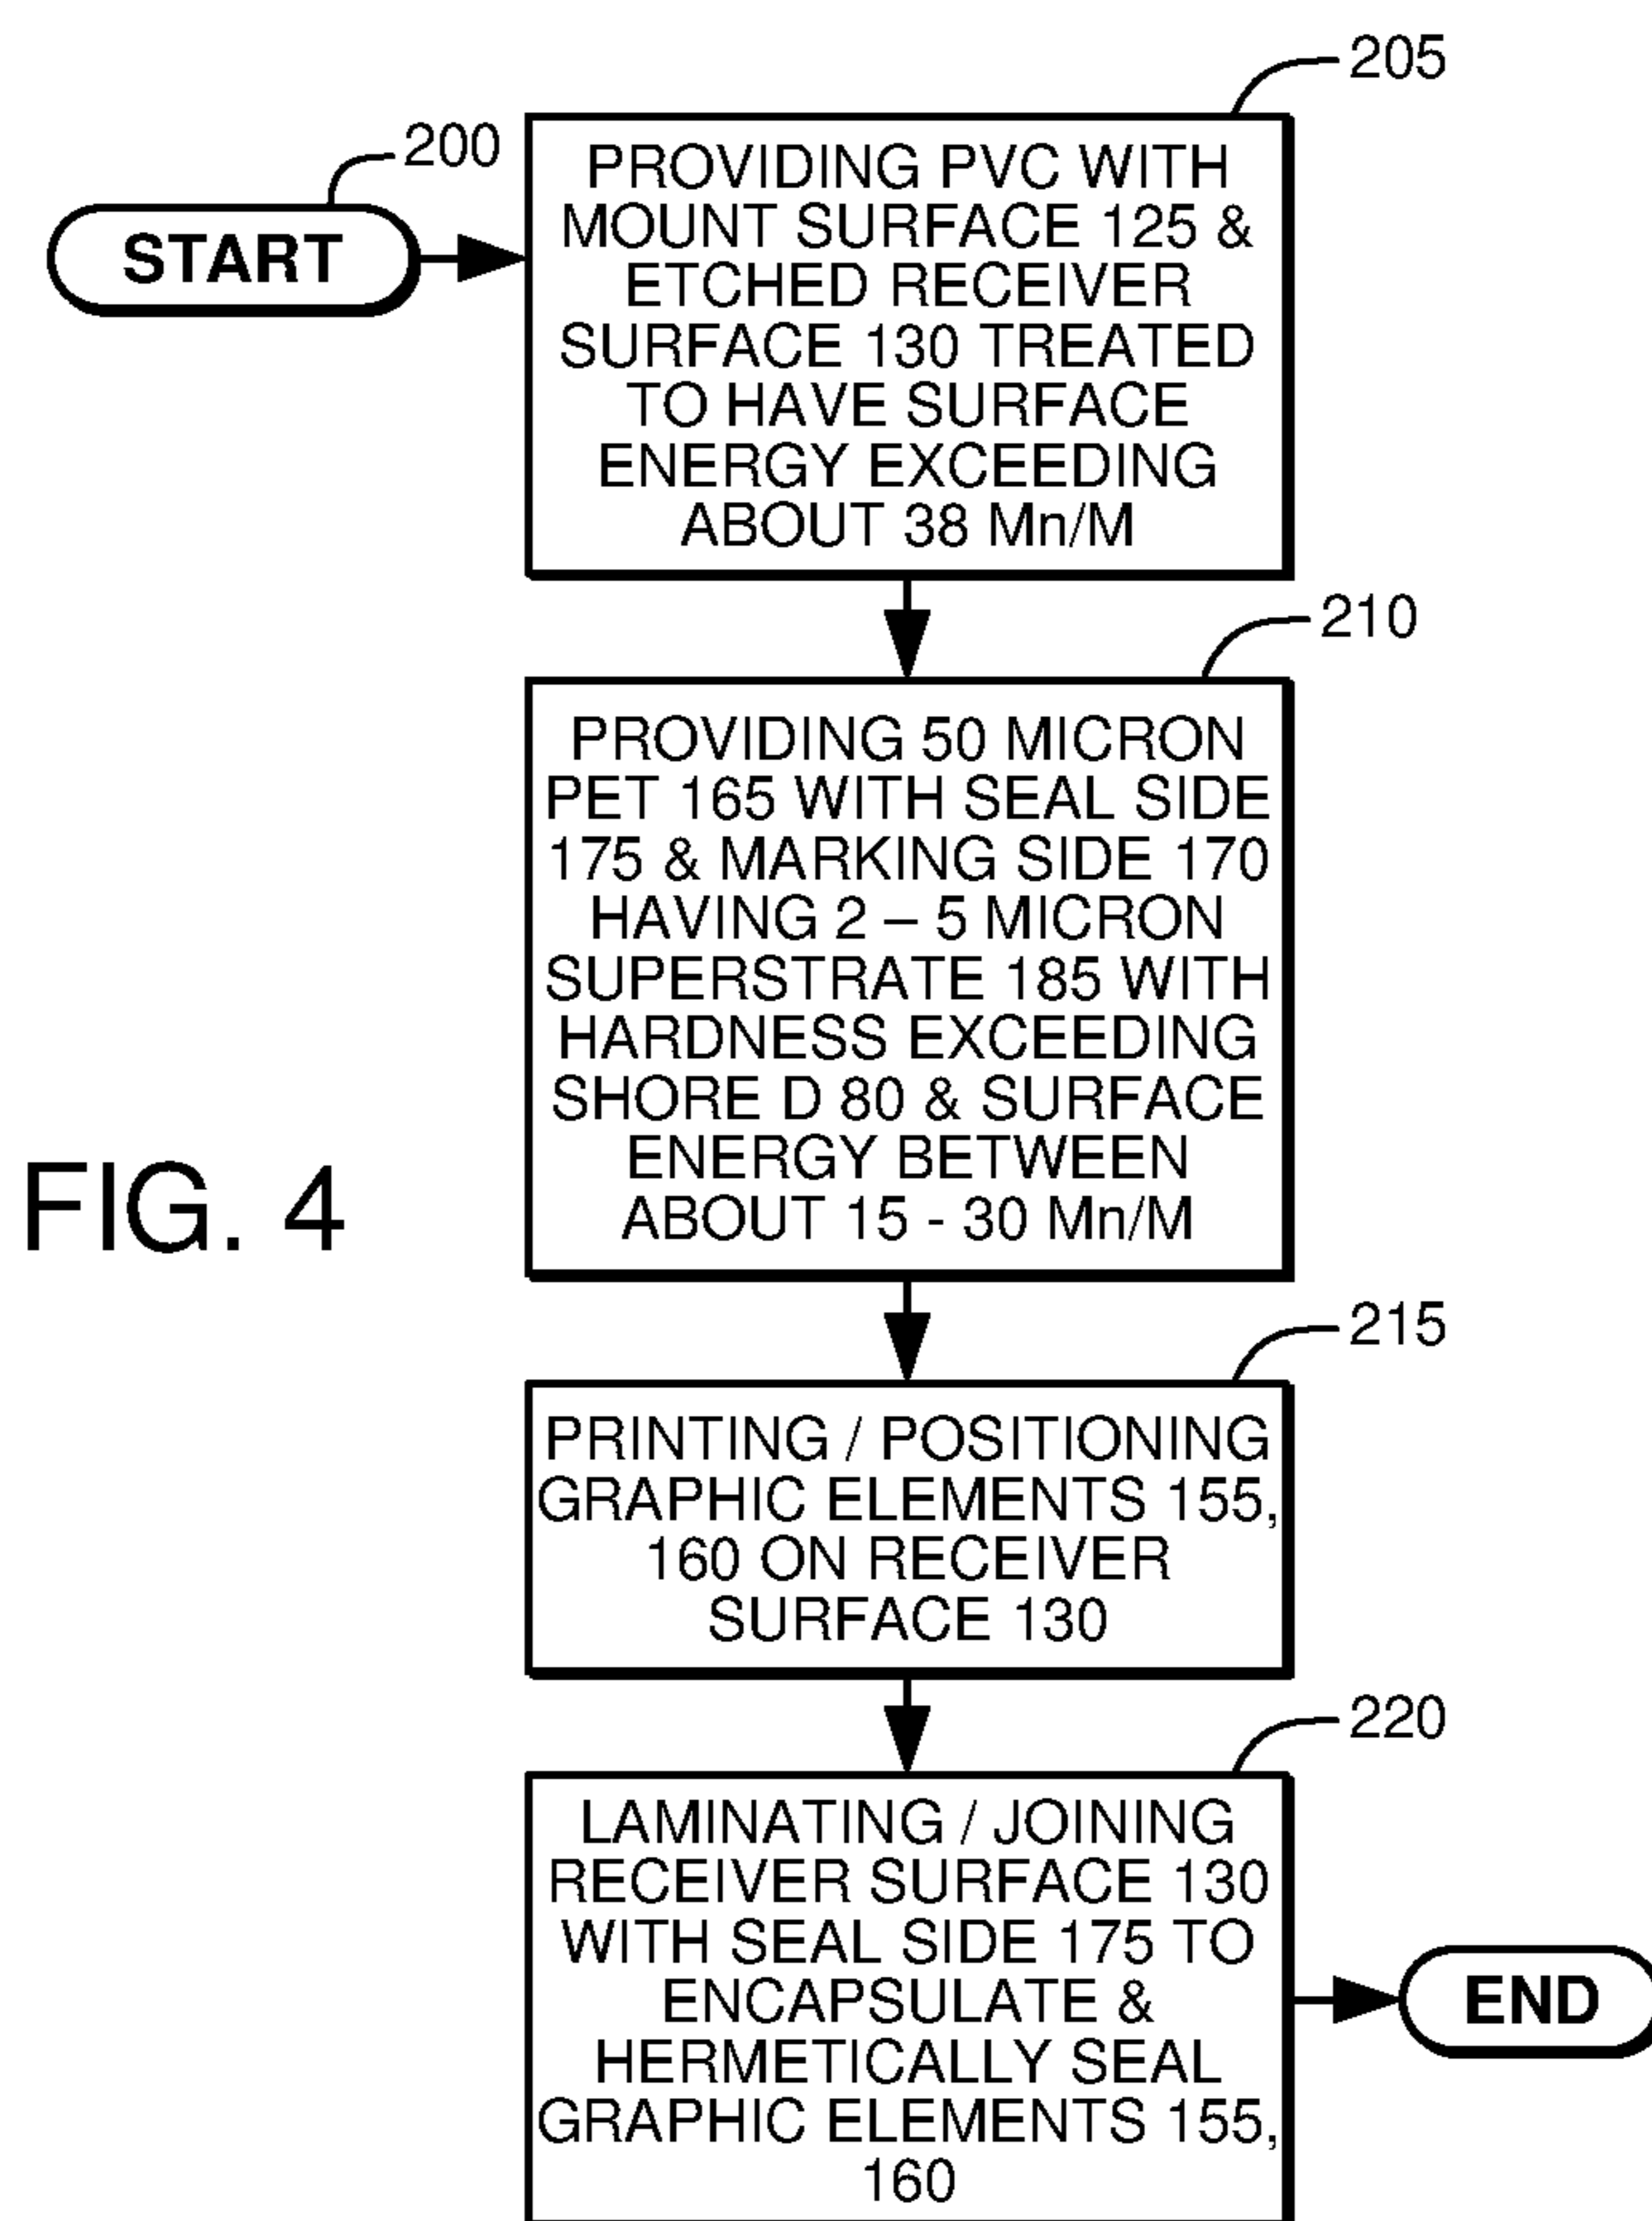 205
200
START
PROVIDING PVC WITH
MOUNT SURFACE 125 &
ETCHED RECEIVER
SURFACE 130 TREATED
TO HAVE SURFACE
ENERGY EXCEEDING
ABOUT 38 Mn/M
210
PROVIDING 50 MICRON
PET 165 WITH SEAL SIDE
175 & MARKING SIDE 170
HAVING 2 – 5 MICRON
SUPERSTRATE 185 WITH
HARDNESS EXCEEDING
SHORE D 80 & SURFACE
ENERGY BETWEEN
ABOUT 15 - 30 Mn/M
FIG. 4
215
PRINTING / POSITIONING
GRAPHIC ELEMENTS 155,
160 ON RECEIVER
SURFACE 130
220
LAMINATING / JOINING
RECEIVER SURFACE 130
WITH SEAL SIDE 175 TO
ENCAPSULATE &
HERMETICALLY SEAL
GRAPHIC ELEMENTS 155,
160
END